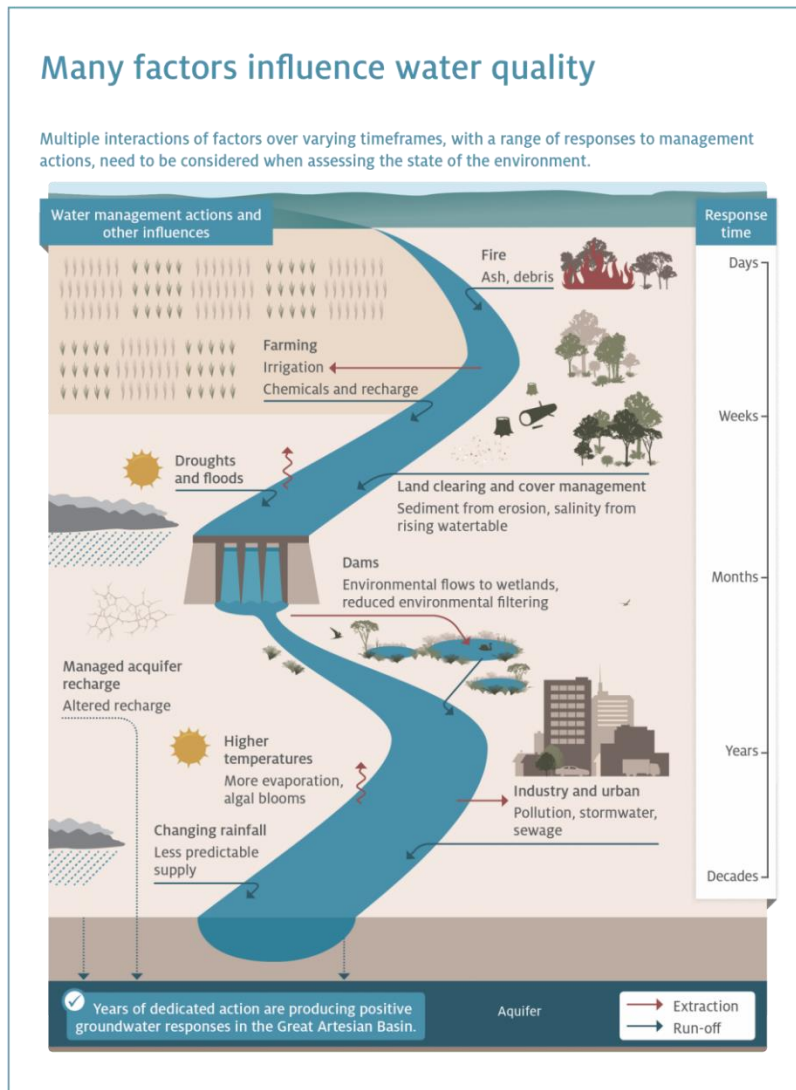 Many factors influence water quality
Multiple interactions of factors over varying timeframes, with a range of responses to management
actions, need to be considered when assessing the state of the environment.
Water management actions and
other influences
Response
time
Days
Fire
Ash, debris
Farming
Irrigation
Chemicals and recharge
Weeks
Droughts
and floods
Land clearing and cover management
Sediment from erosion, salinity from
rising watertable
Dams
Environmental flows to wetlands,
reduced environmental filtering
Months
Managed acquifer
recharge
Altered recharge
Higher
temperatures
More evaporation,
algal blooms
Years
Industry and urban
Pollution, stormwater,
sewage
Changing rainfall
Less predictable
supply
Decades
Years of dedicated action are producing positive
groundwater responses in the Great Artesian Basin.
Aquifer
Extraction
Run-off